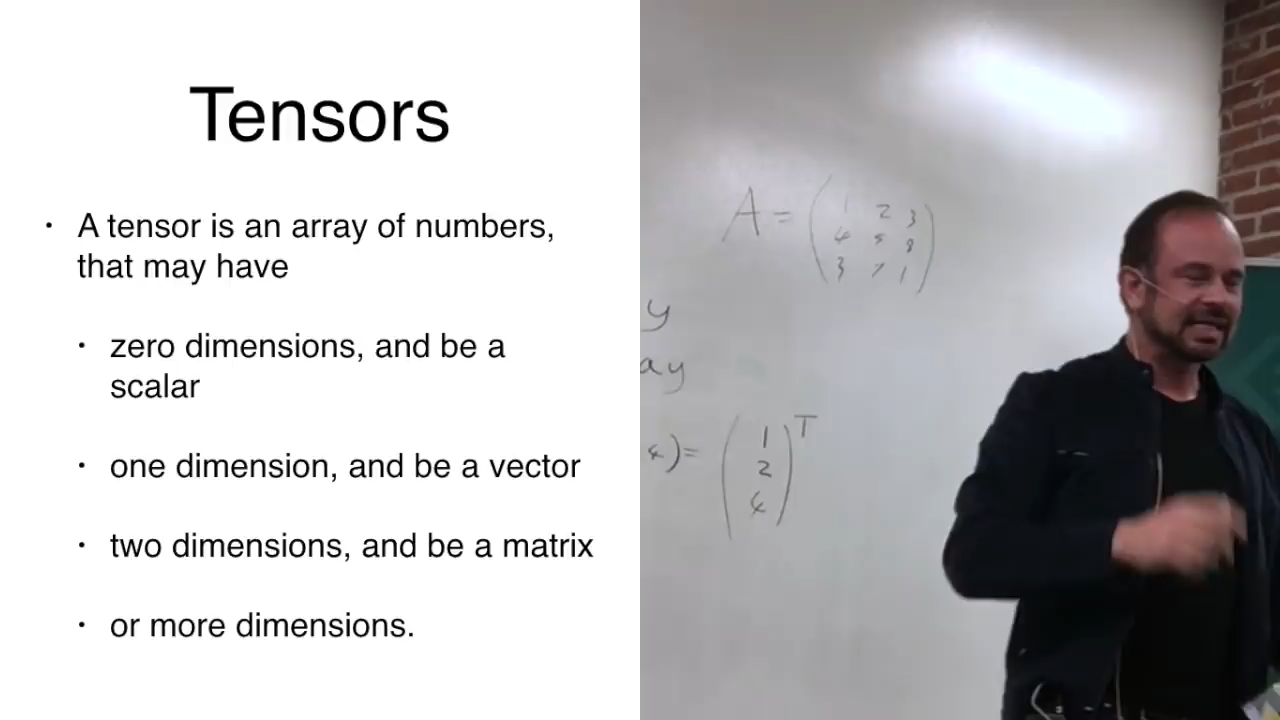 Tensors
• A tensor is an array of numbers,
that may have
• zero dimensions, and be a
scalar
• one dimension, and be a vector
• two dimensions, and be a matrix
• or more dimensions.
A = ( 1 2 3
4 5 8
3 7 1 )
y
ay
4) = ( 1
2
4 )ᵀ